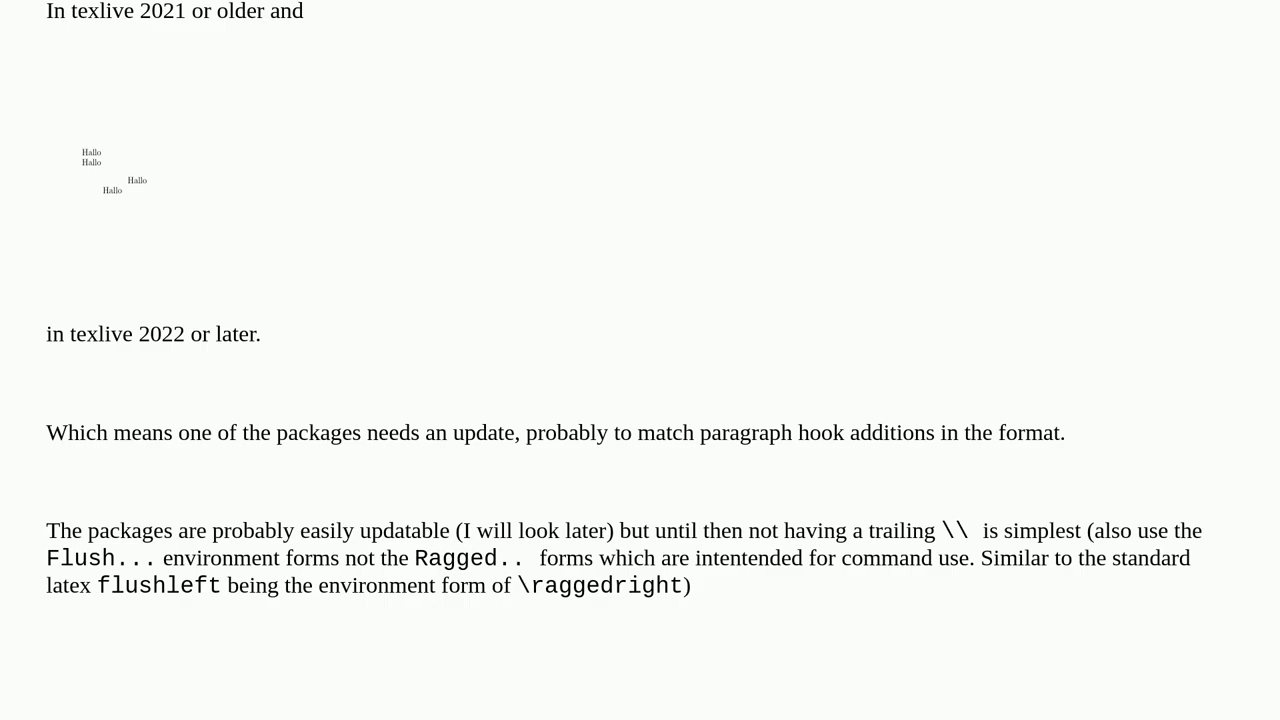 In texlive 2021 or older and
Hallo
Hallo
Hallo
Hallo
in texlive 2022 or later.
Which means one of the packages needs an update, probably to match paragraph hook additions in the format.
The packages are probably easily updatable (I will look later) but until then not having a trailing \\ is simplest (also use the
Flush... environment forms not the Ragged.. forms which are intentended for command use. Similar to the standard
latex flushleft being the environment form of \raggedright)